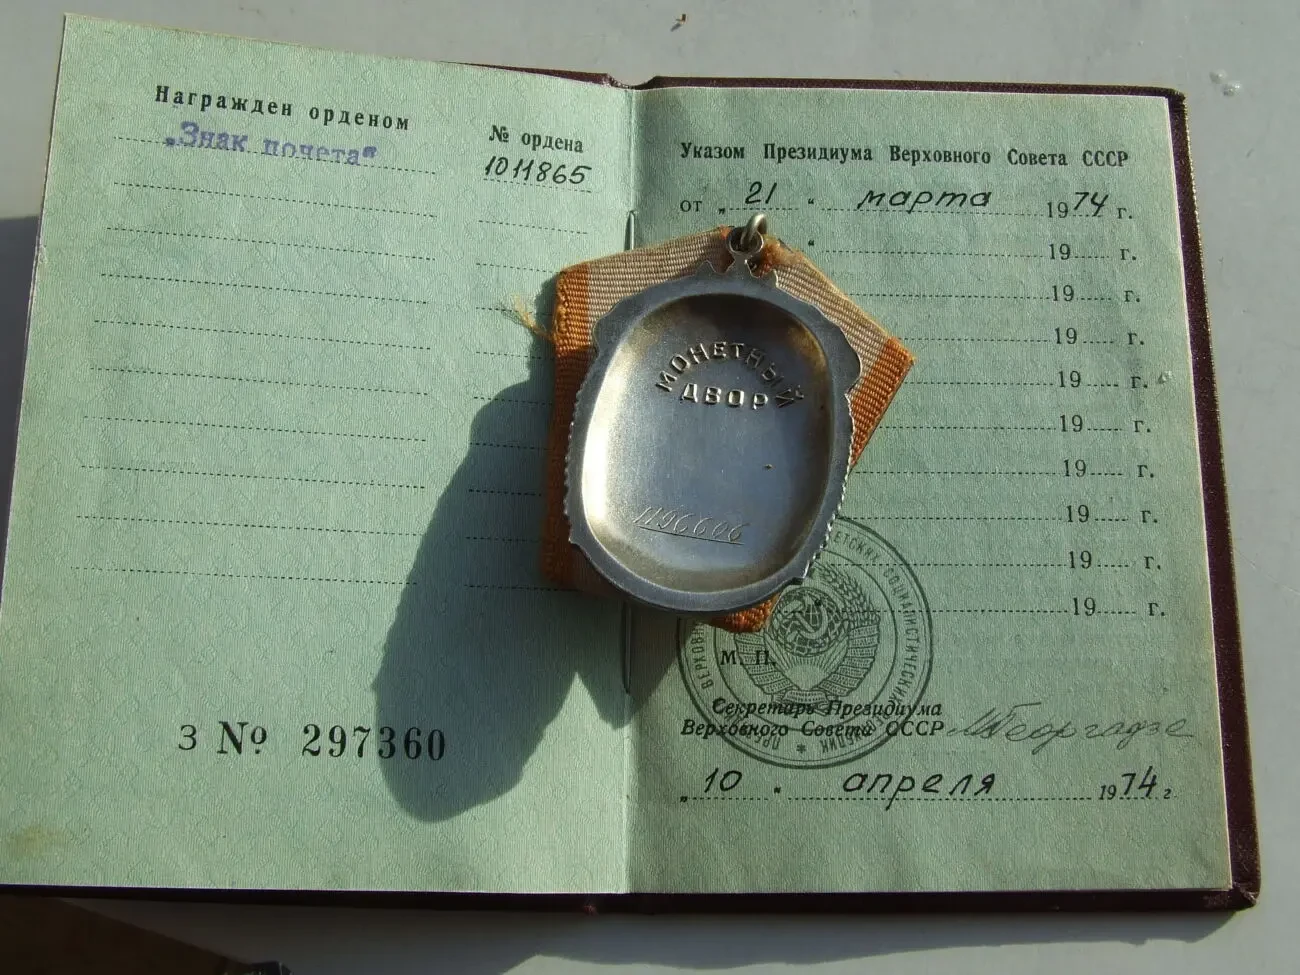 Награжден орденом
„Знак почета“
№ ордена
1011865
З № 297360
Указом Президиума Верховного Совета СССР
от „ 21 “ марта 1974 г.
“ 19 г.
19 г.
19 г.
19 г.
19 г.
19 г.
19 г.
19 г.
19 г.
МОНЕТНЫЙ
ДВОР
1196606
М. П.
Секретарь Президиума
Верховного Совета СССР МГеоргадзе
„ 10 “ апреля 1974 г.